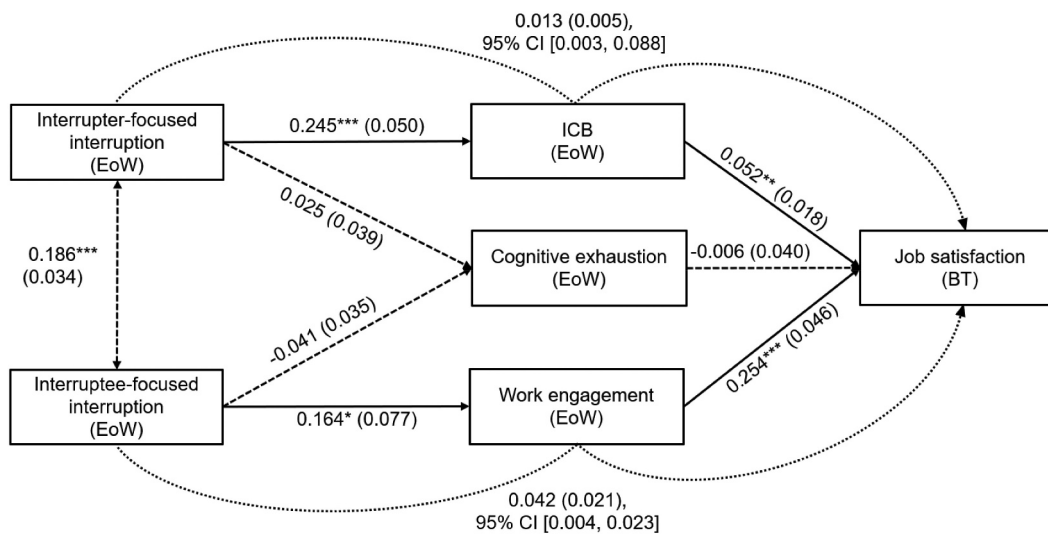 0.013 (0.005),
95% CI [0.003, 0.088]
Interrupter-focused
interruption
(EoW)
0.245*** (0.050)
ICB
(EoW)
0.052** (0.018)
0.025 (0.039)
0.186***
(0.034)
Cognitive exhaustion
(EoW)
-0.006 (0.040)
Job satisfaction
(BT)
-0.041 (0.035)
0.254*** (0.046)
Interruptee-focused
interruption
(EoW)
0.164* (0.077)
Work engagement
(EoW)
0.042 (0.021),
95% CI [0.004, 0.023]